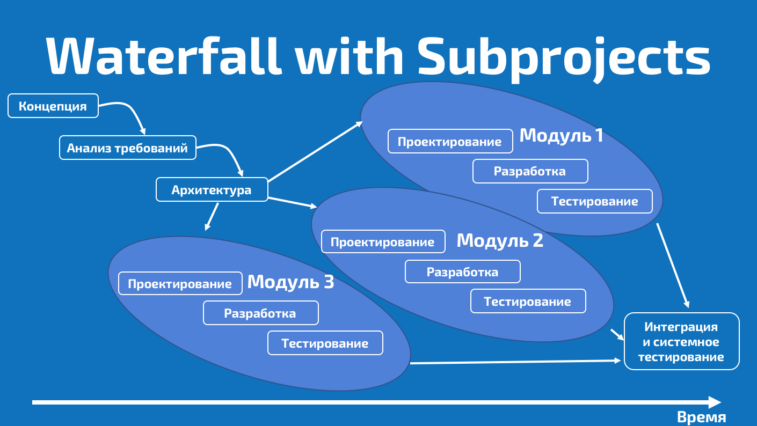 Waterfall with Subprojects
Концепция
Анализ требований
Архитектура
Модуль 1
Проектирование
Разработка
Тестирование
Модуль 2
Проектирование
Разработка
Тестирование
Модуль 3
Проектирование
Разработка
Тестирование
Интеграция
и системное
тестирование
Время